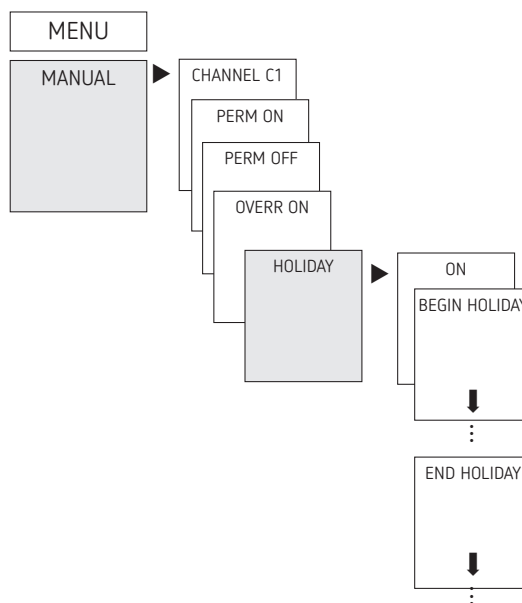 MENU
MANUAL
CHANNEL C1
PERM ON
PERM OFF
OVERR ON
HOLIDAY
ON
BEGIN HOLIDAY
END HOLIDAY